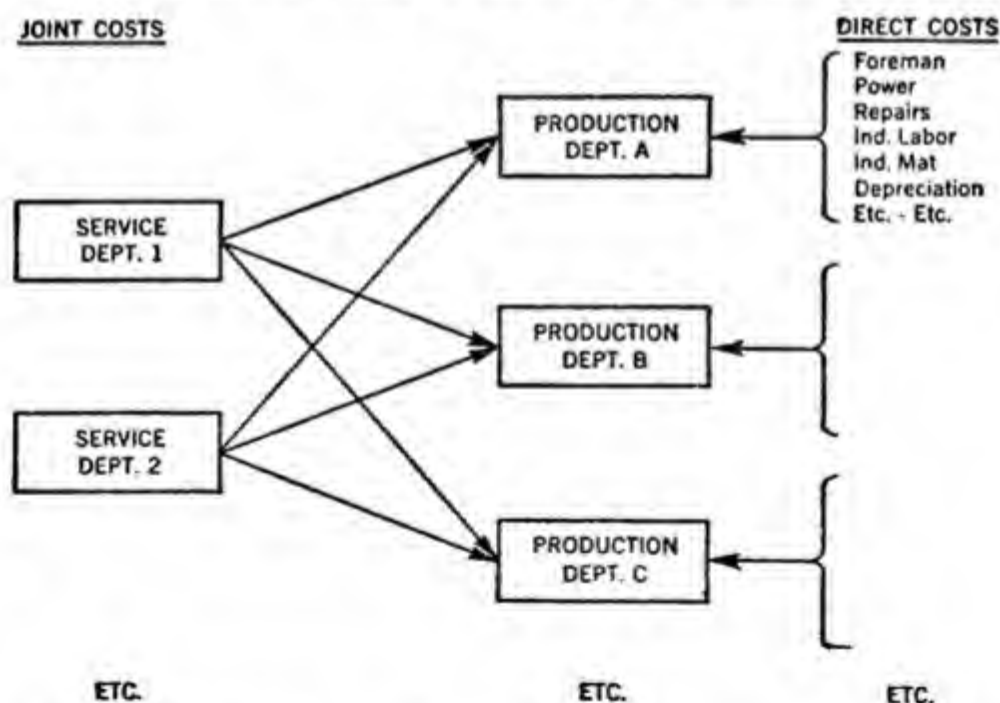 JOINT COSTS
DIRECT COSTS
Foreman
Power
Repairs
Ind. Labor
Ind. Mat
Depreciation
Etc. - Etc.
PRODUCTION
DEPT. A
SERVICE
DEPT. 1
PRODUCTION
DEPT. B
SERVICE
DEPT. 2
PRODUCTION
DEPT. C
ETC.
ETC.
ETC.